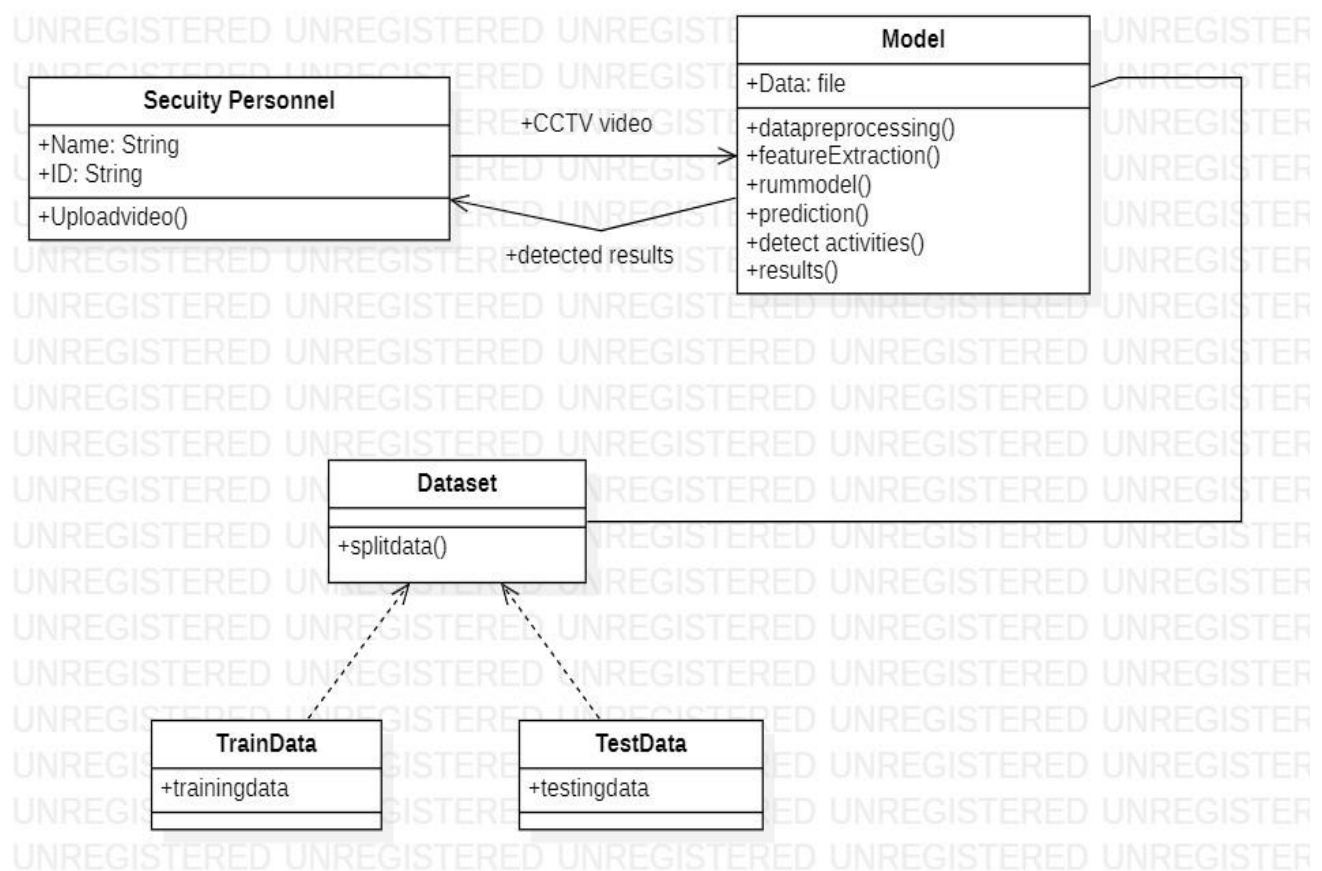 Model
+Data: file
+datapreprocessing()
+featureExtraction()
+rummodel()
+prediction()
+detect activities()
+results()
Secuity Personnel
+Name: String
+ID: String
+Uploadvideo()
+CCTV video
+detected results
Dataset
+splitdata()
TrainData
+trainingdata
TestData
+testingdata
UNREGISTERED